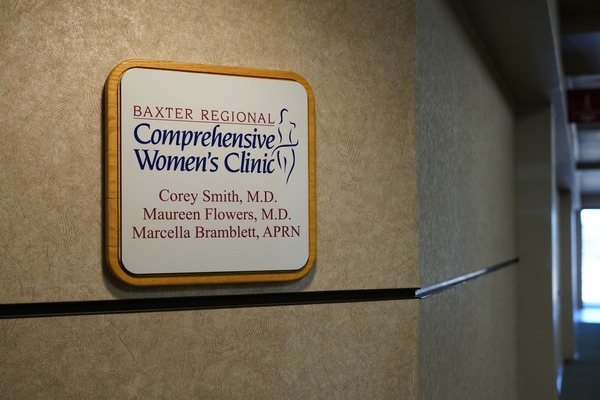 BAXTER REGIONAL
Comprehensive
Women's Clinic
Corey Smith, M.D.
Maureen Flowers, M.D.
Marcella Bramblett, APRN